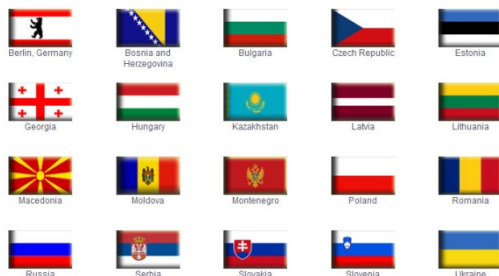 Berlin, Germany
Bosnia and
Herzegovina
Bulgaria
Czech Republic
Estonia
Georgia
Hungary
Kazakhstan
Latvia
Lithuania
Macedonia
Moldova
Montenegro
Poland
Romania
Russia
Serbia
Slovakia
Slovenia
Ukraine